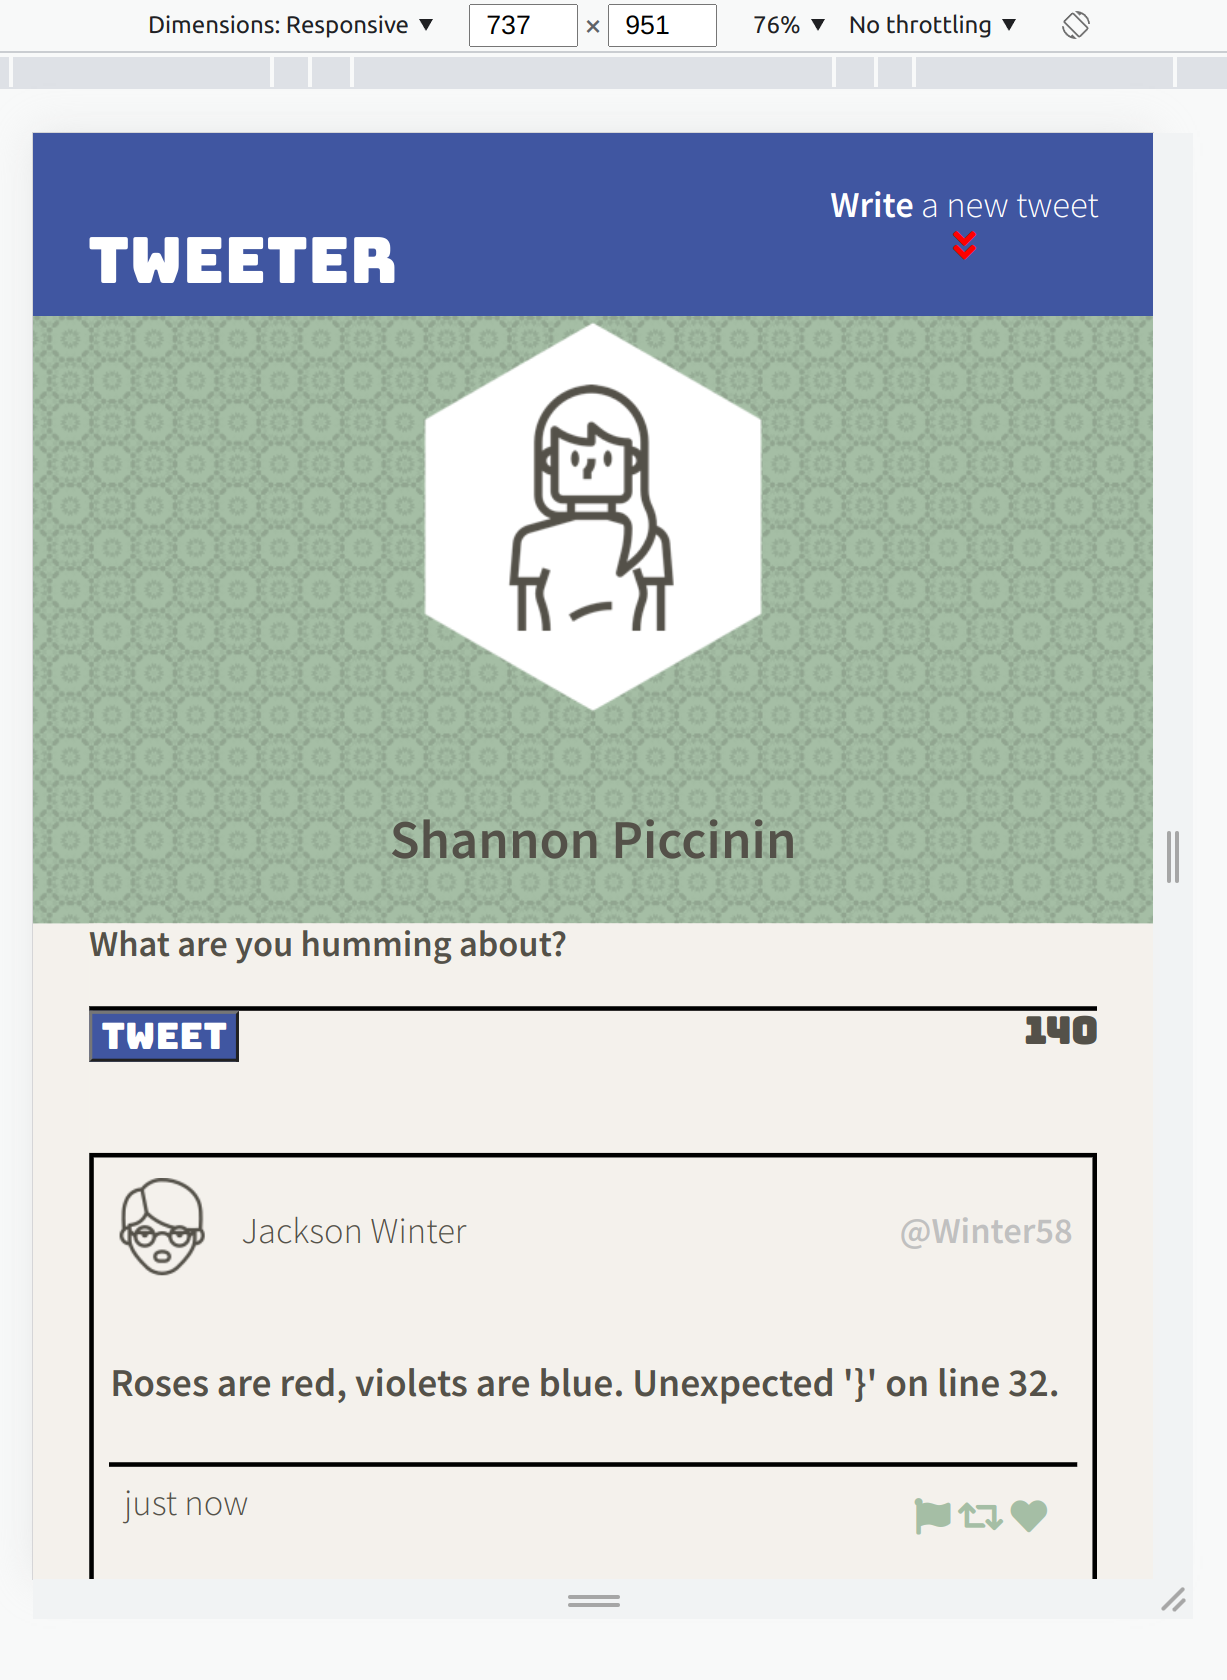 Dimensions: Responsive ▼ 737 × 951 76% ▼ No throttling ▼
Write a new tweet
TWEETER
Shannon Piccinin
What are you humming about?
TWEET 140
Jackson Winter @Winter58
Roses are red, violets are blue. Unexpected '}' on line 32.
just now